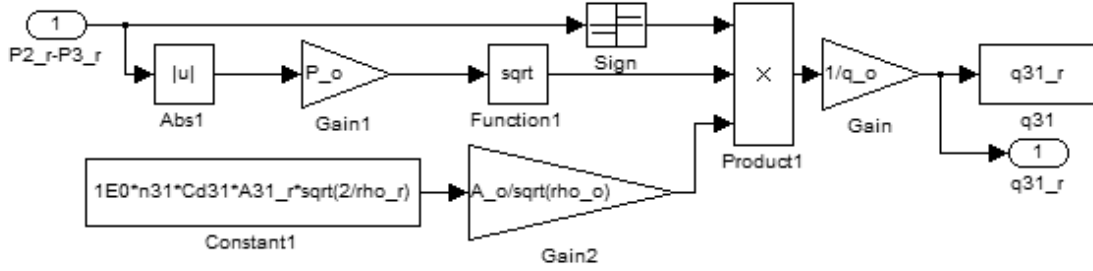 1
P2_r-P3_r
|u|
Abs1
P_o
Gain1
sqrt
Function1
Sign
×
Product1
1/q_o
Gain
q31_r
q31
1
q31_r
1E0*n31*Cd31*A31_r*sqrt(2/rho_r)
Constant1
A_o/sqrt(rho_o)
Gain2